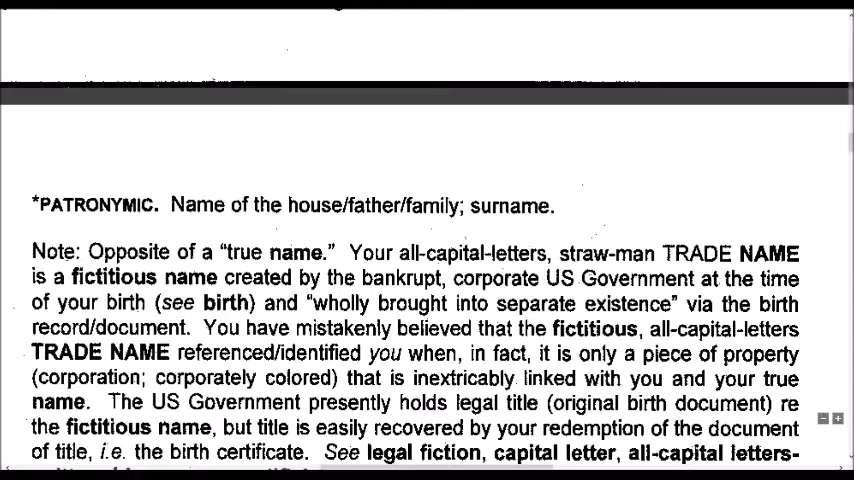 *PATRONYMIC. Name of the house/father/family; surname.
Note: Opposite of a “true name.” Your all-capital-letters, straw-man TRADE NAME
is a fictitious name created by the bankrupt, corporate US Government at the time
of your birth (see birth) and “wholly brought into separate existence” via the birth
record/document. You have mistakenly believed that the fictitious, all-capital-letters
TRADE NAME referenced/identified you when, in fact, it is only a piece of property
(corporation; corporately colored) that is inextricably linked with you and your true
name. The US Government presently holds legal title (original birth document) re
the fictitious name, but title is easily recovered by your redemption of the document
of title, i.e. the birth certificate. See legal fiction, capital letter, all-capital letters-